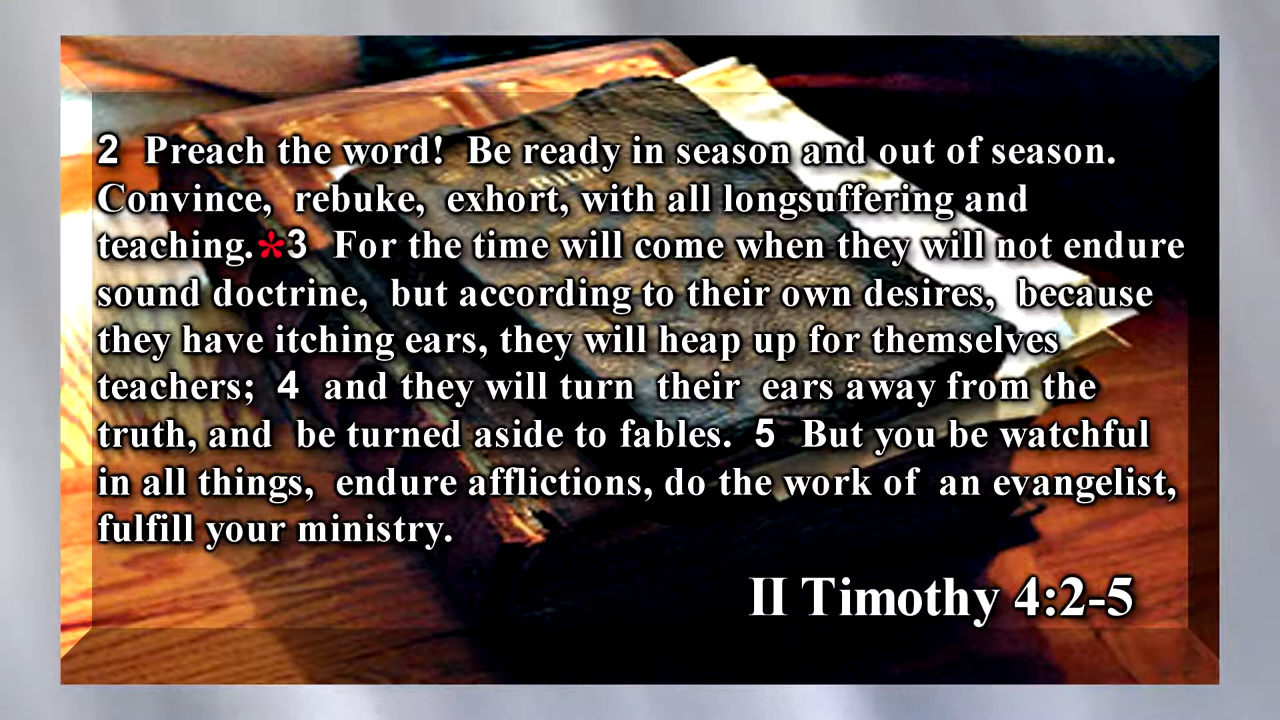 2 Preach the word! Be ready in season and out of season.
Convince, rebuke, exhort, with all longsuffering and
teaching.*3 For the time will come when they will not endure
sound doctrine, but according to their own desires, because
they have itching ears, they will heap up for themselves
teachers; 4 and they will turn their ears away from the
truth, and be turned aside to fables. 5 But you be watchful
in all things, endure afflictions, do the work of an evangelist,
fulfill your ministry.
II Timothy 4:2-5